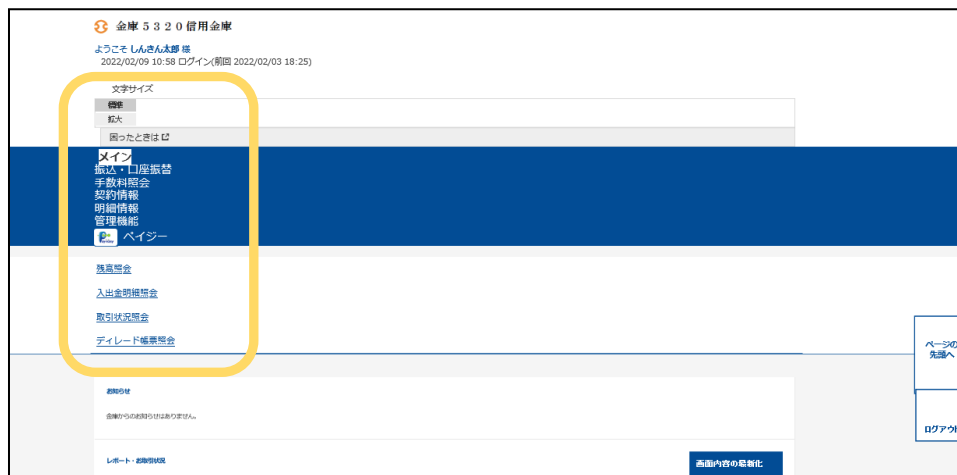 金庫５３２０信用金庫
ようこそ しんきん太郎 様
2022/02/09 10:58 ログイン(前回 2022/02/03 18:25)
文字サイズ
標準
拡大
困ったときは
メイン
振込・口座振替
手数料照会
契約情報
明細情報
管理機能
ペイジー
残高照会
入出金明細照会
取引状況照会
ディレード帳票照会
ページの
先頭へ
お知らせ
金庫からのお知らせはありません。
ログアウト
レポート・お取引状況
画面内容の最新化